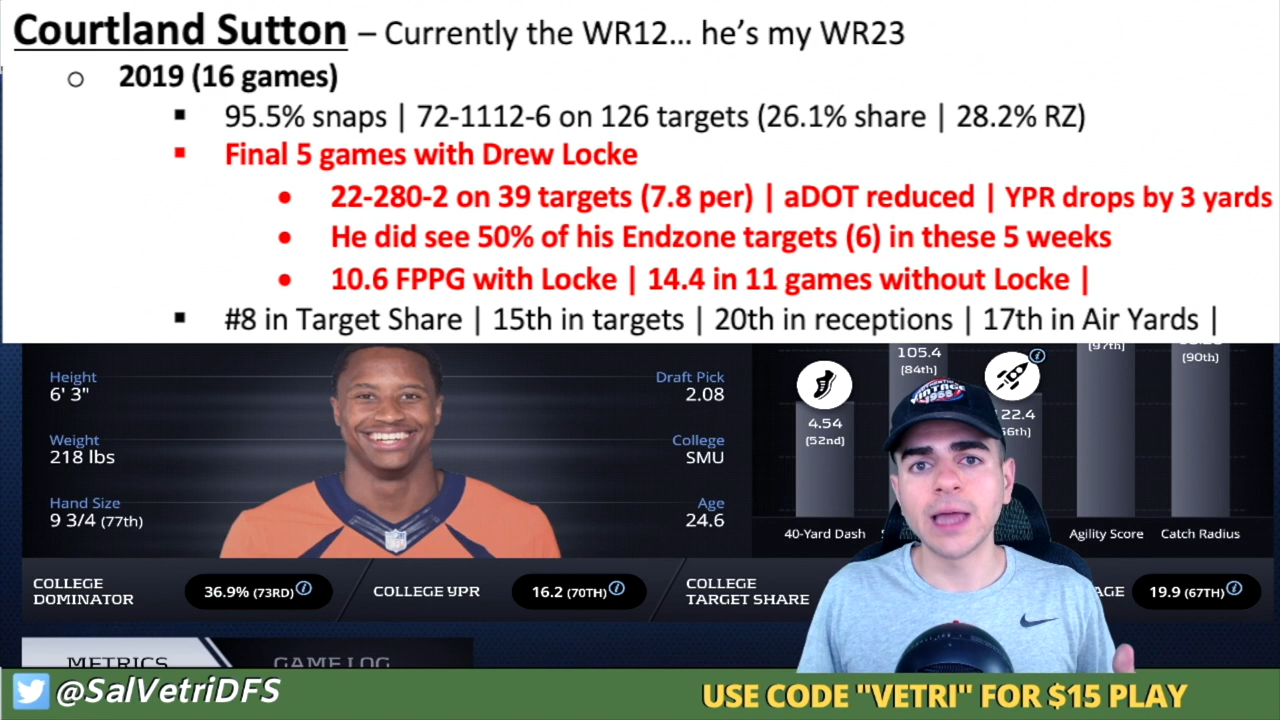 Courtland Sutton – Currently the WR12... he's my WR23
2019 (16 games)
95.5% snaps | 72-1112-6 on 126 targets (26.1% share | 28.2% RZ)
Final 5 games with Drew Locke
22-280-2 on 39 targets (7.8 per) | aDOT reduced | YPR drops by 3 yards
He did see 50% of his Endzone targets (6) in these 5 weeks
10.6 FPPG with Locke | 14.4 in 11 games without Locke |
#8 in Target Share | 15th in targets | 20th in receptions | 17th in Air Yards |
Height
6' 3"
Weight
218 lbs
Hand Size
9 3/4 (77th)
Draft Pick
2.08
College
SMU
Age
24.6
105.4
(84th)
(97th)
(90th)
4.54
(52nd)
22.4
40-Yard Dash
Agility Score
Catch Radius
VINTAGE
1988
COLLEGE DOMINATOR
36.9% (73RD)
COLLEGE YPR
16.2 (70TH)
COLLEGE TARGET SHARE
19.9 (67TH)
METRICS
GAME LOG
@SalVetriDFS
USE CODE "VETRI" FOR $15 PLAY